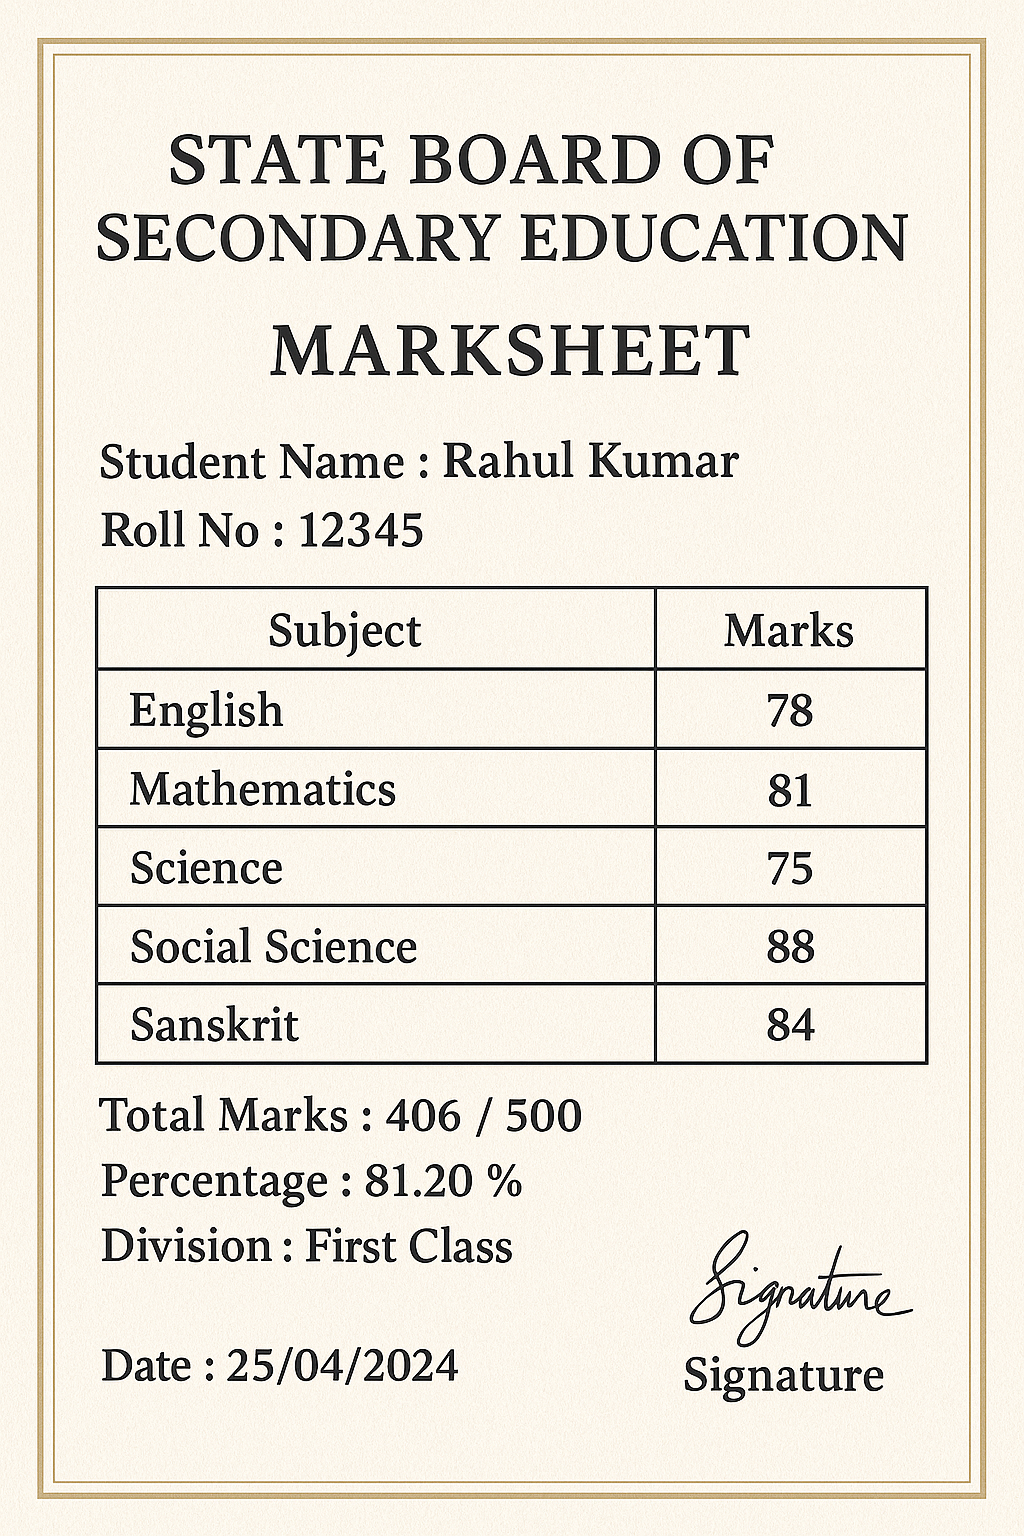 STATE BOARD OF
SECONDARY EDUCATION
MARKSHEET
Student Name : Rahul Kumar
Roll No : 12345
Subject Marks
English 78
Mathematics 81
Science 75
Social Science 88
Sanskrit 84
Total Marks : 406 / 500
Percentage : 81.20 %
Division : First Class
Signature
Date : 25/04/2024
Signature